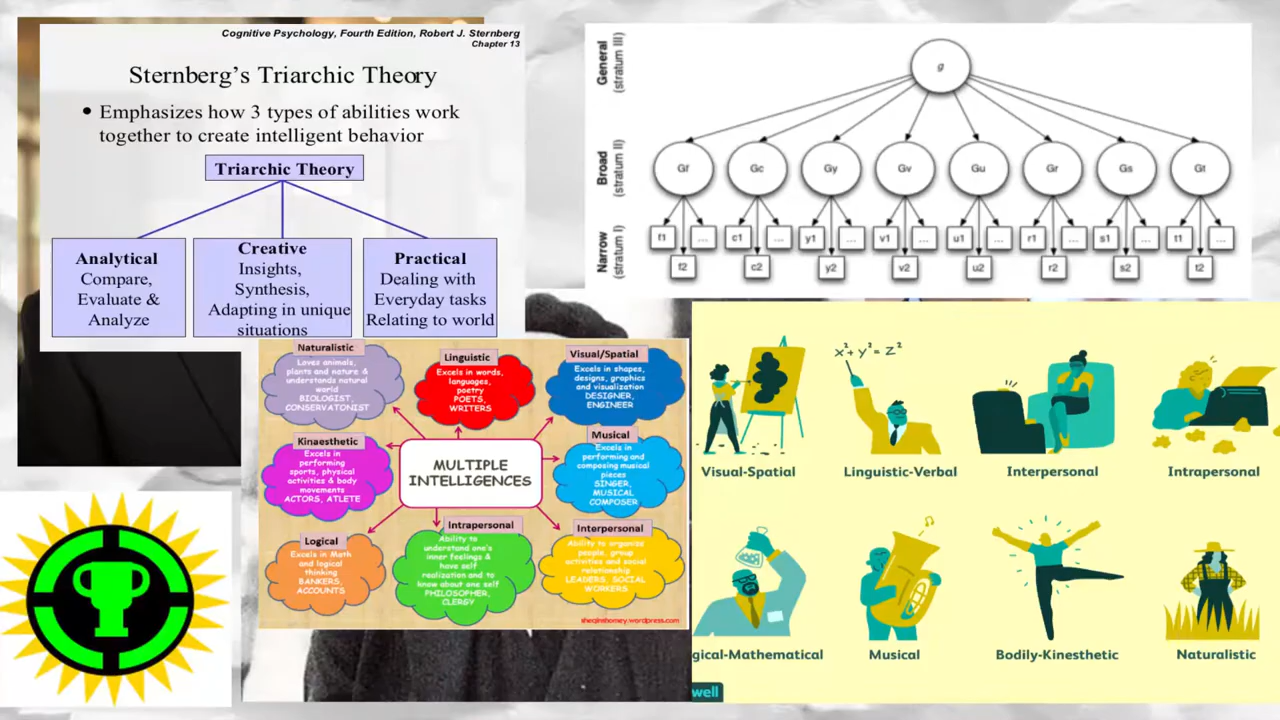 Cognitive Psychology, Fourth Edition, Robert J. Sternberg
Chapter 13
Sternberg's Triarchic Theory
• Emphasizes how 3 types of abilities work
together to create intelligent behavior
Triarchic Theory
Analytical
Compare,
Evaluate &
Analyze
Creative
Insights,
Synthesis,
Adapting in unique
situations
Practical
Dealing with
Everyday tasks
Relating to world
General
(stratum III)
g
Broad
(stratum II)
Gf Gc Gy Gv Gu Gr Gs Gt
Narrow
(stratum I)
f1 ... c1 ... y1 ... v1 ... u1 ... r1 ... s1 ... t1 ...
f2 c2 y2 v2 u2 r2 s2 t2
Naturalistic
Loves animals,
plants and nature &
understands natural
world
BIOLOGIST,
CONSERVATONIST
Linguistic
Excels in words,
languages,
poetry
POETS,
WRITERS
Visual/Spatial
Excels in shapes,
designs, graphics
and visualization
DESIGNER,
ENGINEER
Kinaesthetic
Excels in
performing
sports, physical
activities & body
movements
ACTORS, ATLETE
MULTIPLE
INTELLIGENCES
Musical
Excels in
performing and
composing musical
pieces
SINGER,
MUSICAL
COMPOSER
Logical
Excels in Math
and logical
thinking
BANKERS,
ACCOUNTS
Intrapersonal
Ability to
understand one's
inner feelings &
have self
realization and to
know about one self
PHILOSOPHER,
CLERGY
Interpersonal
Ability to organize
people, group
activities and social
relationship
LEADERS, SOCIAL
WORKERS
sheqinshomey.wordpress.com
x²+y²=z²
Visual-Spatial
Linguistic-Verbal
Interpersonal
Intrapersonal
gical-Mathematical
Musical
Bodily-Kinesthetic
Naturalistic
well